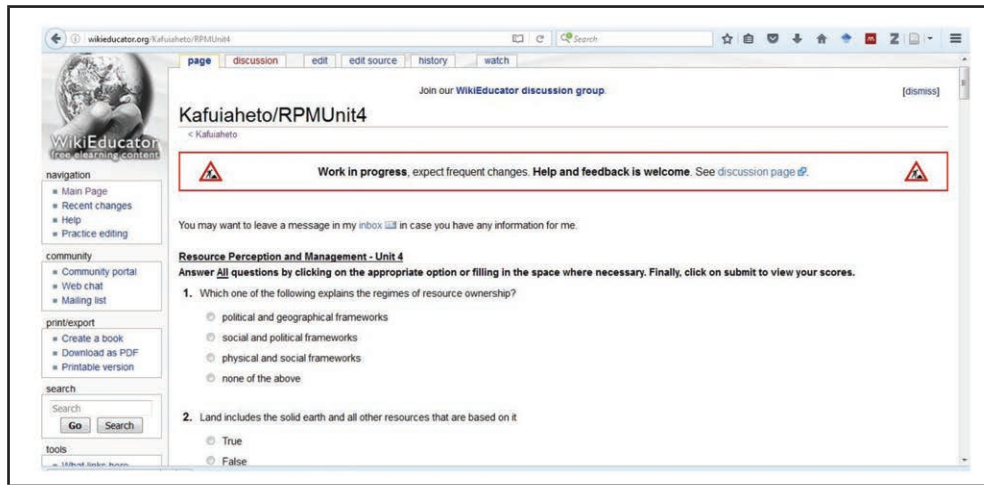 wikieducator.org/Kafuiaheto/RPMUnit4
Search
page discussion edit edit source history watch
Join our WikiEducator discussion group. [dismiss]
Kafuiaheto/RPMUnit4
< Kafuiaheto
WikiEducator
free elearning content
Work in progress, expect frequent changes. Help and feedback is welcome. See discussion page.
navigation
Main Page
Recent changes
Help
Practice editing
You may want to leave a message in my inbox in case you have any information for me.
community
Community portal
Web chat
Mailing list
Resource Perception and Management - Unit 4
Answer All questions by clicking on the appropriate option or filling in the space where necessary. Finally, click on submit to view your scores.
1. Which one of the following explains the regimes of resource ownership?
political and geographical frameworks
social and political frameworks
physical and social frameworks
none of the above
print/export
Create a book
Download as PDF
Printable version
search
Search
Go Search
2. Land includes the solid earth and all other resources that are based on it
True
False
tools
What links here